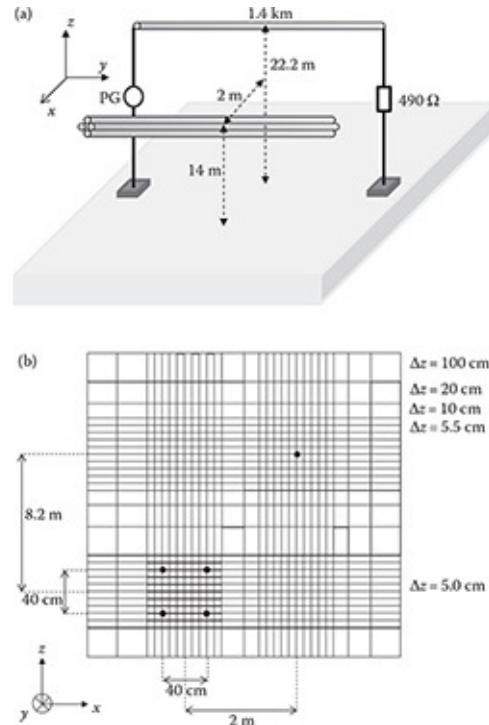 (a)
z
y
x
1.4 km
22.2 m
2 m
PG
490 Ω
14 m
(b)
Δz = 100 cm
Δz = 20 cm
Δz = 10 cm
Δz = 5.5 cm
8.2 m
40 cm
Δz = 5.0 cm
z
y
x
40 cm
2 m